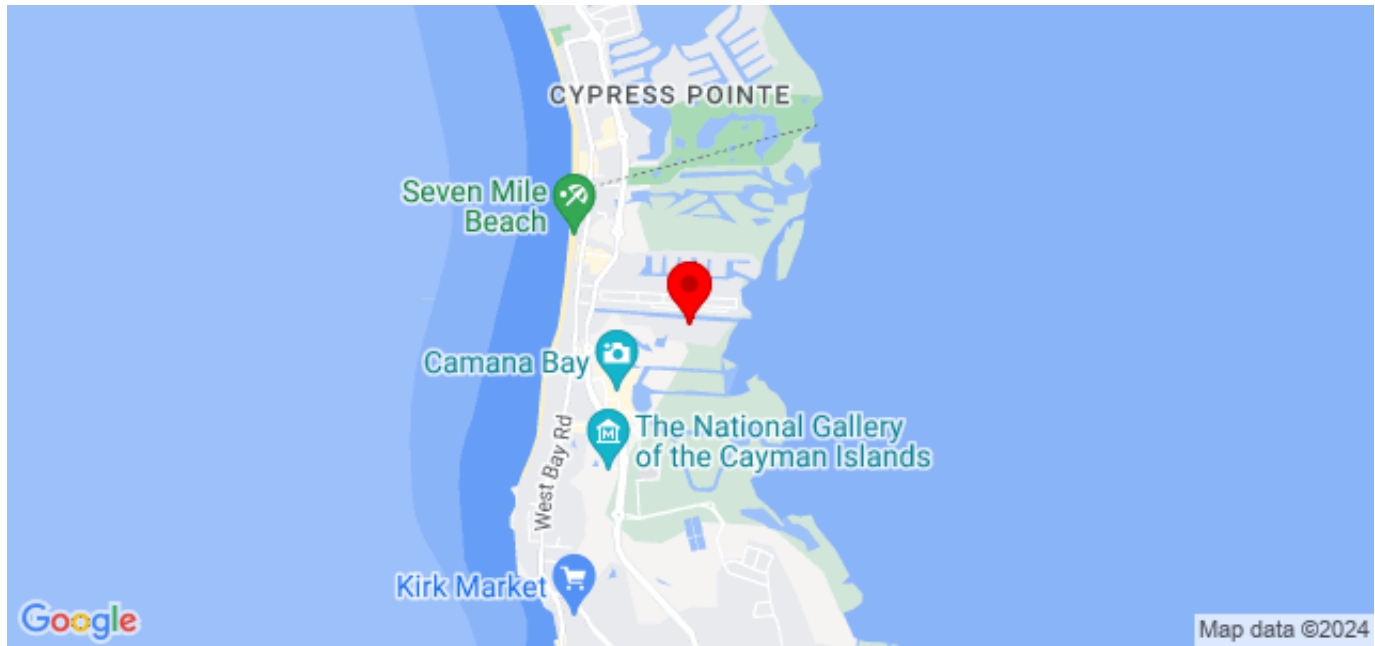 CYPRESS POINTE
Seven Mile
Beach
Camana Bay
The National Gallery
of the Cayman Islands
West Bay Rd
Kirk Market
Google
Map data ©2024